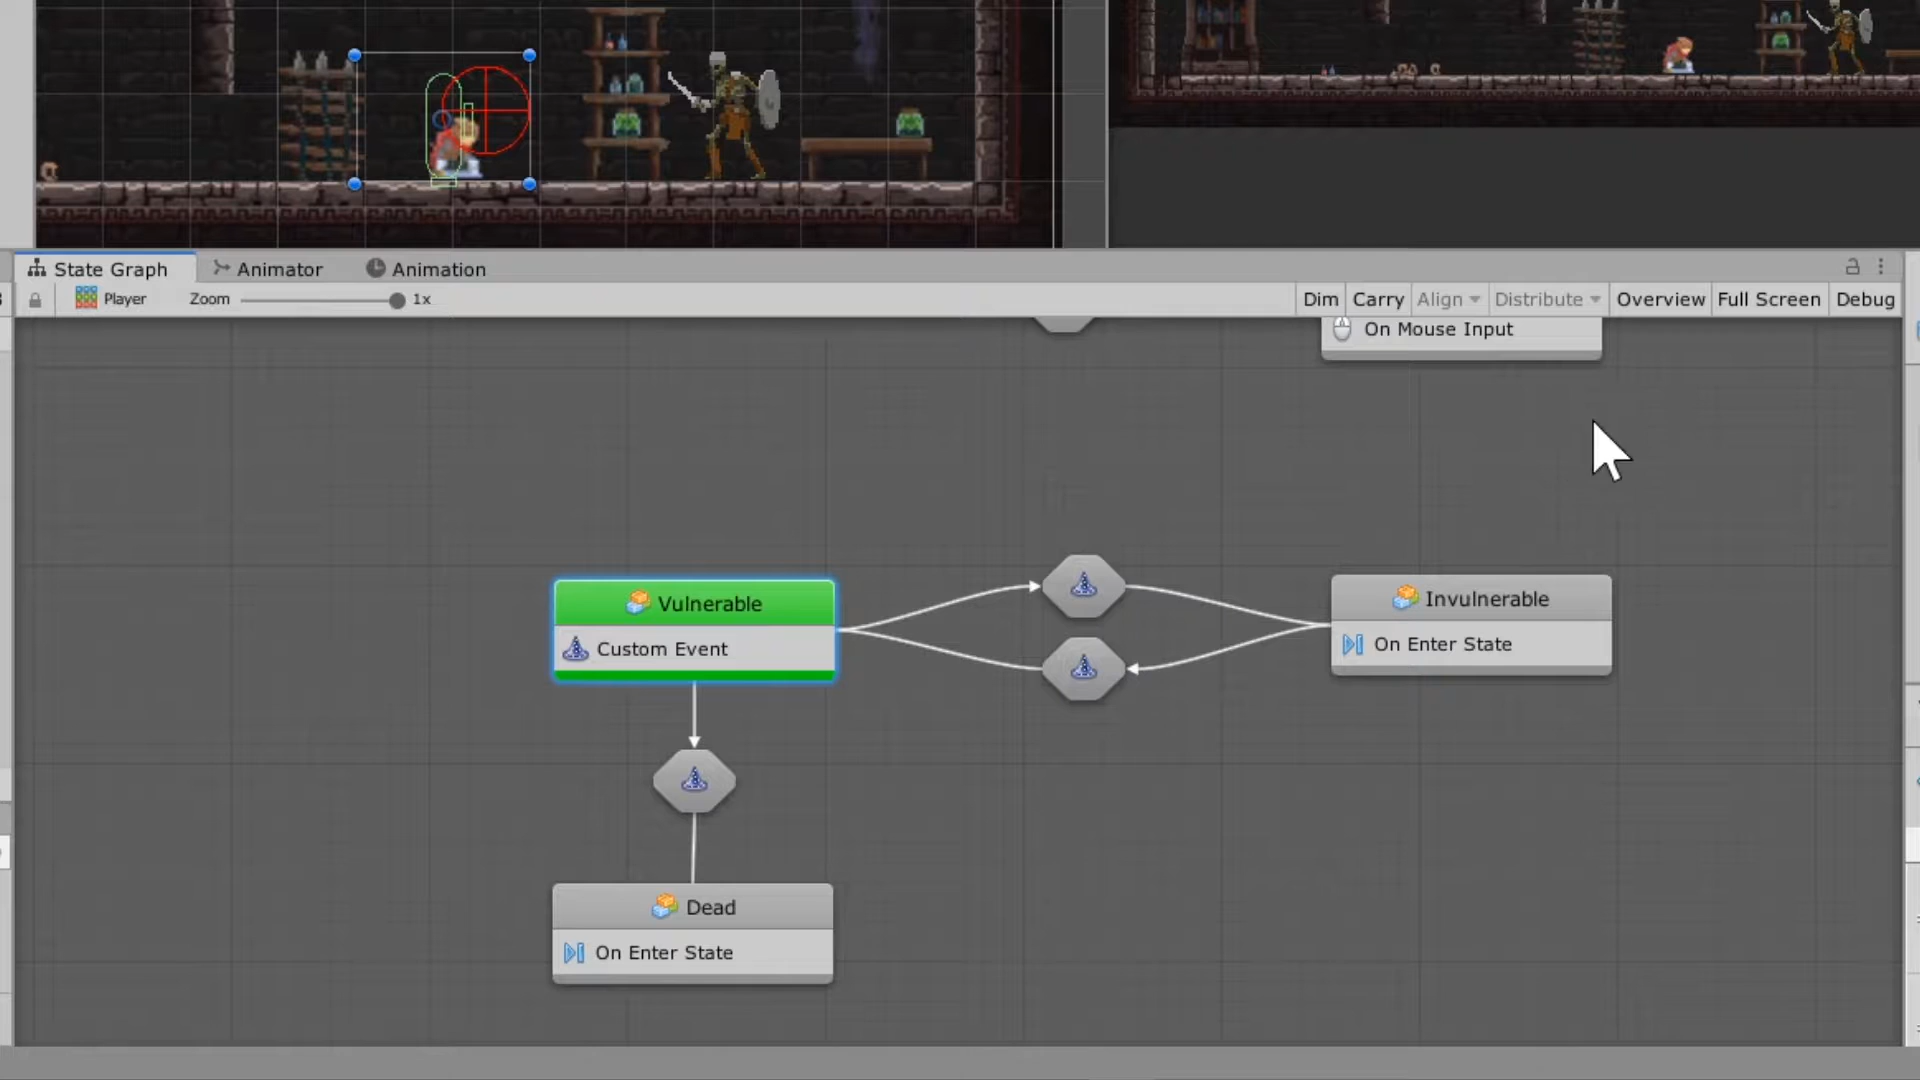 State Graph
Animator
Animation
Player
Zoom
1x
Dim
Carry
Align
Distribute
Overview
Full Screen
Debug
On Mouse Input
Vulnerable
Custom Event
Invulnerable
On Enter State
Dead
On Enter State